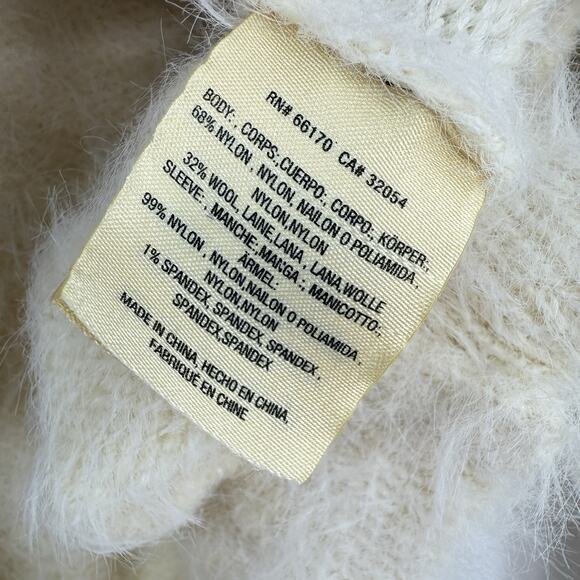 RN# 66170 CA# 32054
BODY:, CORPS,CUERPO:, CORPO:, KÖRPER:,
68% NYLON , NYLON, NAILON O POLIAMIDA ,
NYLON,NYLON
32% WOOL, LAINE,LANA , LANA,WOLLE
SLEEVE:, MANCHE,MANGA :, MANICOTTO:,
ÄRMEL:
99% NYLON , NYLON,NAILON O POLIAMIDA ,
NYLON,NYLON
1% SPANDEX, SPANDEX, SPANDEX ,
SPANDEX,SPANDEX
MADE IN CHINA, HECHO EN CHINA,
FABRIQUÉ EN CHINE